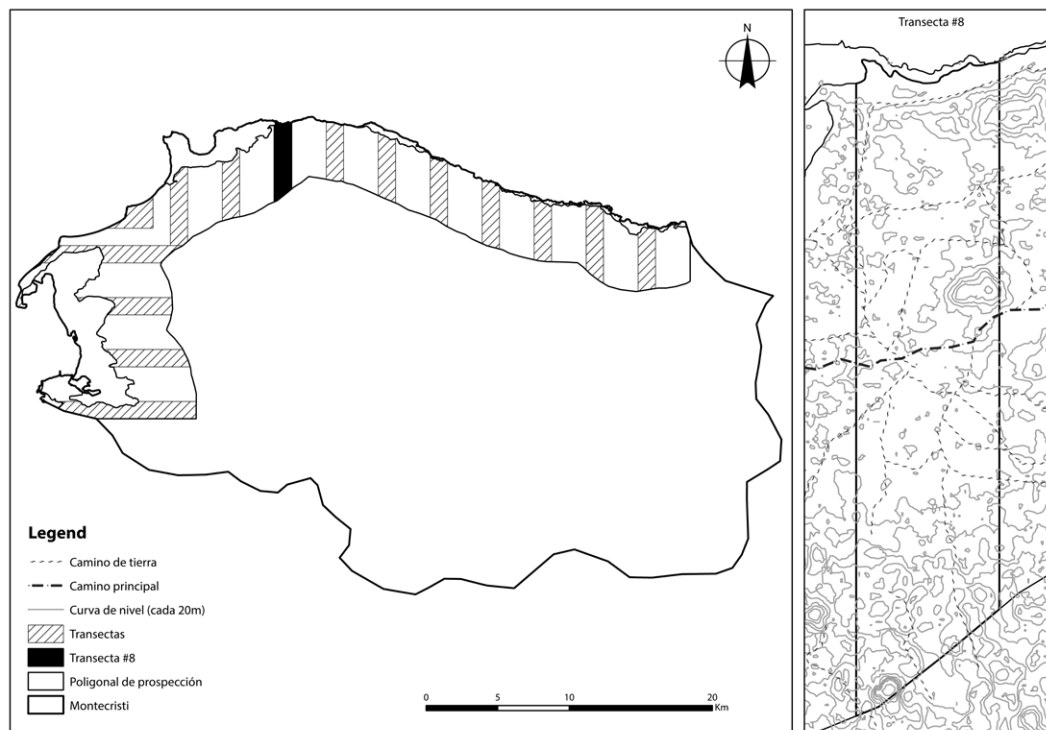 N
Legend
Camino de tierra
Camino principal
Curva de nivel (cada 20m)
Transectas
Transecta #8
Poligonal de prospección
Montecristi
0 5 10 20
Km
Transecta #8